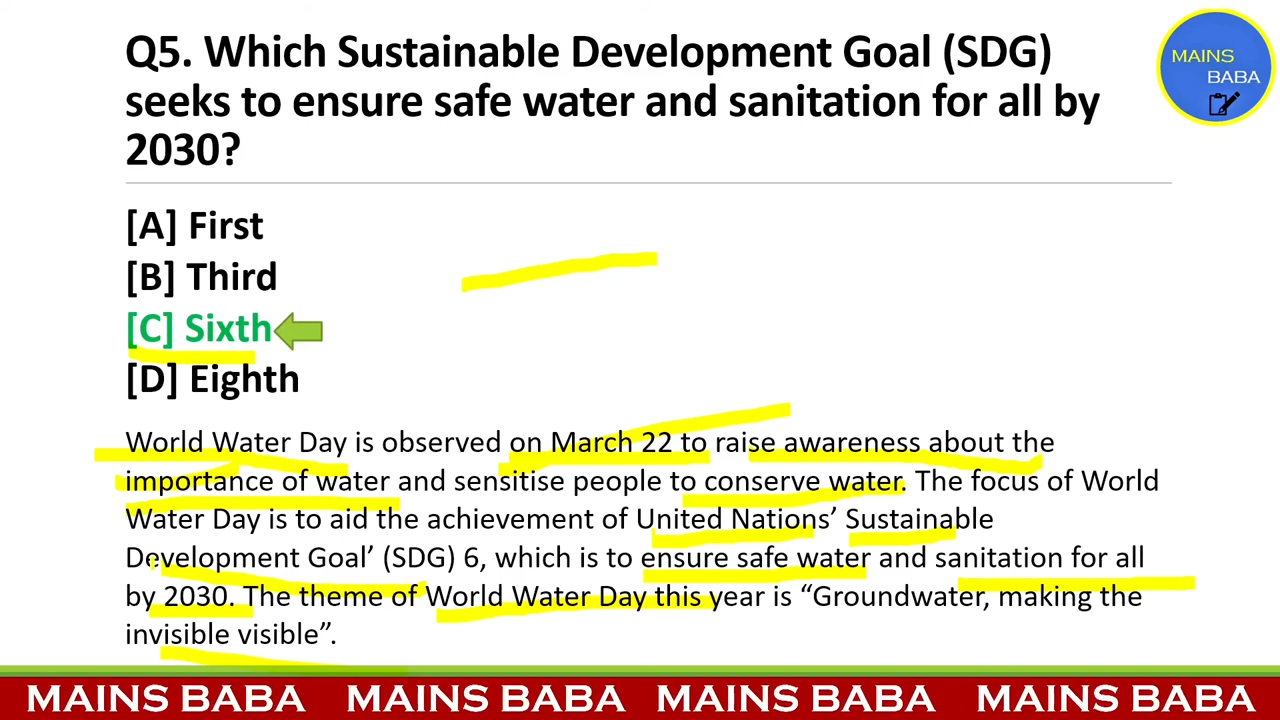 Q5. Which Sustainable Development Goal (SDG)
seeks to ensure safe water and sanitation for all by
2030?
MAINS
BABA
[A] First
[B] Third
[C] Sixth
[D] Eighth
World Water Day is observed on March 22 to raise awareness about the
importance of water and sensitise people to conserve water. The focus of World
Water Day is to aid the achievement of United Nations’ Sustainable
Development Goal’ (SDG) 6, which is to ensure safe water and sanitation for all
by 2030. The theme of World Water Day this year is “Groundwater, making the
invisible visible”.
MAINS BABA MAINS BABA MAINS BABA MAINS BABA